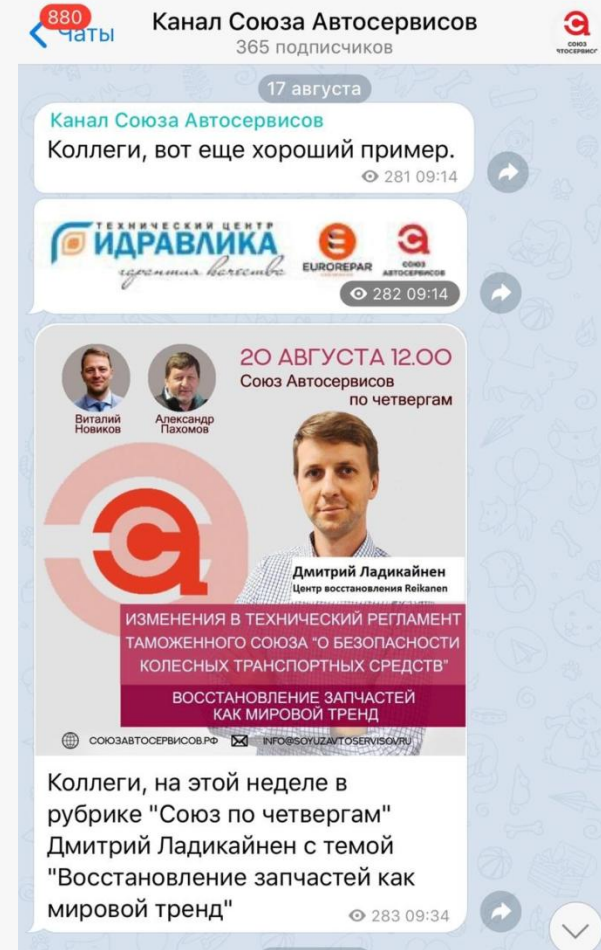 880
Чаты
Канал Союза Автосервисов
365 подписчиков
СОЮЗ
17 августа
Канал Союза Автосервисов
Коллеги, вот еще хороший пример.
281 09:14
ТЕХНИЧЕСКИЙ ЦЕНТР
ГИДРАВЛИКА
гарантия качества
EUROREPAR
СОЮЗ
АВТОСЕРВИСОВ
282 09:14
20 АВГУСТА 12.00
Союз Автосервисов
по четвергам
Виталий
Новиков
Александр
Пахомов
Дмитрий Ладикайнен
Центр восстановления Reikanen
ИЗМЕНЕНИЯ В ТЕХНИЧЕСКИЙ РЕГЛАМЕНТ
ТАМОЖЕННОГО СОЮЗА "О БЕЗОПАСНОСТИ
КОЛЕСНЫХ ТРАНСПОРТНЫХ СРЕДСТВ"
ВОССТАНОВЛЕНИЕ ЗАПЧАСТЕЙ
КАК МИРОВОЙ ТРЕНД
СОЮЗАВТОСЕРВИСОВ.РФ
INFO@SOYUZAVTOSERVISOV.RU
Коллеги, на этой неделе в
рубрике "Союз по четвергам"
Дмитрий Ладикайнен с темой
"Восстановление запчастей как
мировой тренд"
283 09:34